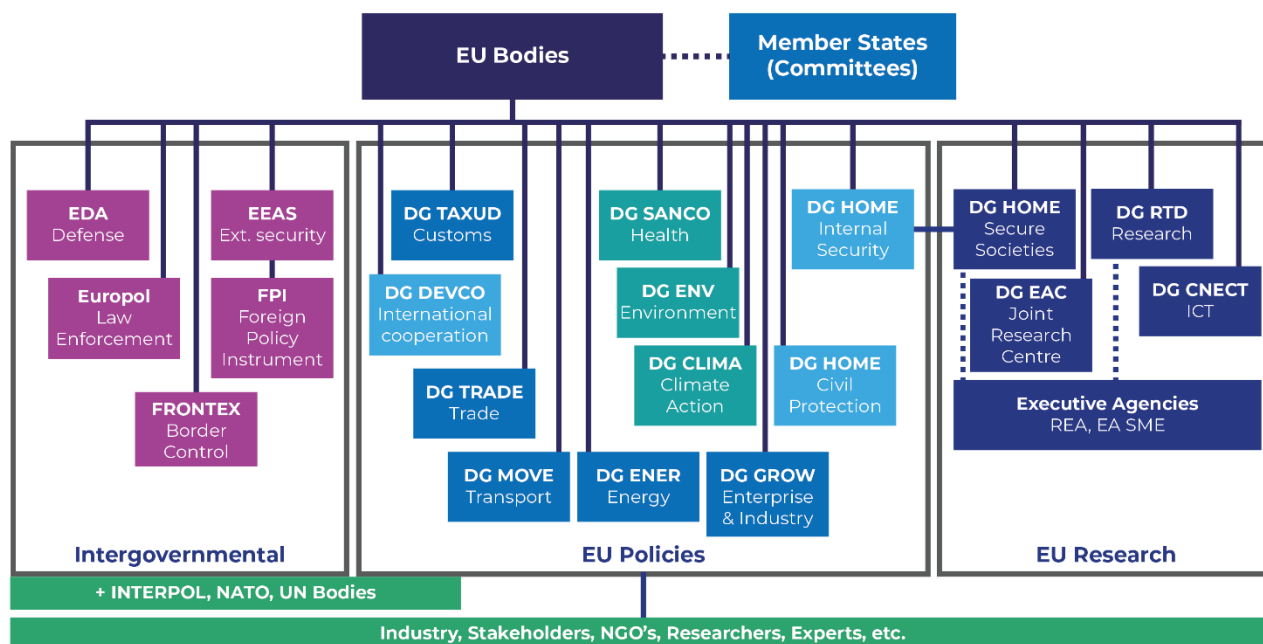 EU Bodies
Member States
(Committees)
EDA
Defense
EEAS
Ext. security
Europol
Law
Enforcement
FPI
Foreign
Policy
Instrument
FRONTEX
Border
Control
Intergovernmental
DG TAXUD
Customs
DG SANCO
Health
DG HOME
Internal
Security
DG DEVCO
International
cooperation
DG ENV
Environment
DG TRADE
Trade
DG CLIMA
Climate
Action
DG HOME
Civil
Protection
DG MOVE
Transport
DG ENER
Energy
DG GROW
Enterprise
& Industry
EU Policies
DG HOME
Secure
Societies
DG RTD
Research
DG EAC
Joint
Research
Centre
DG CNECT
ICT
Executive Agencies
REA, EA SME
EU Research
+ INTERPOL, NATO, UN Bodies
Industry, Stakeholders, NGO’s, Researchers, Experts, etc.